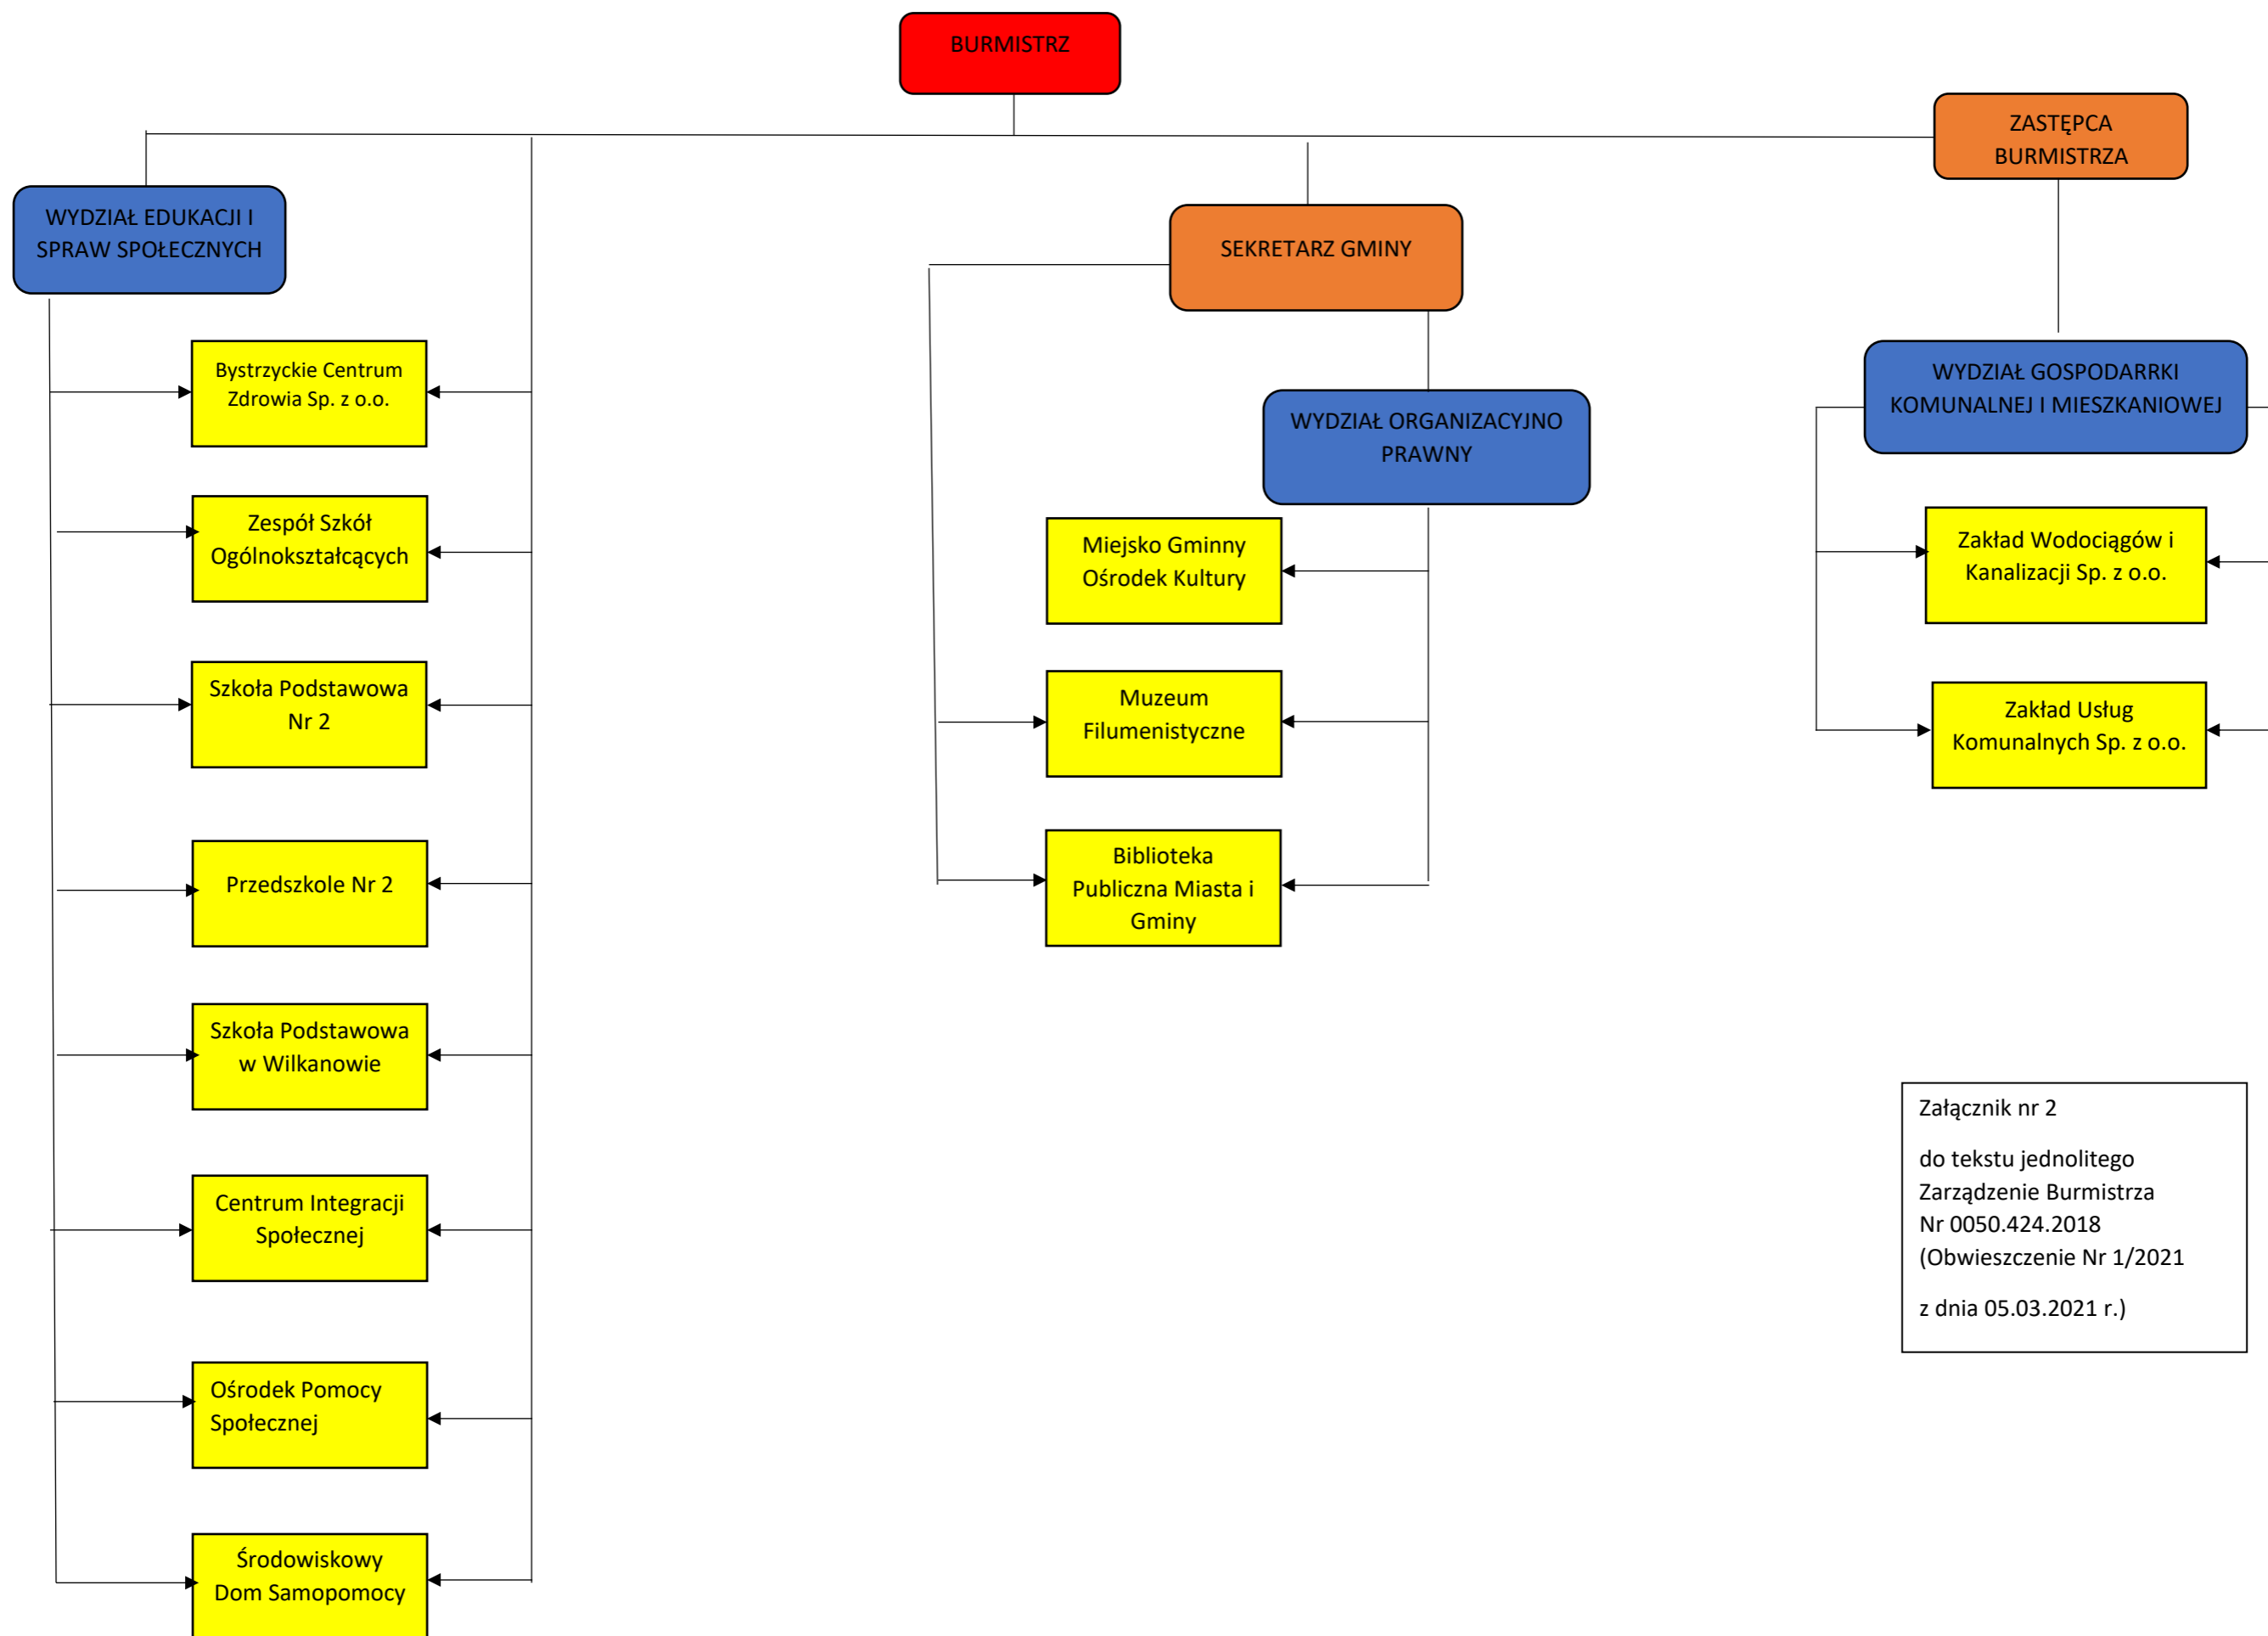 BURMISTRZ
ZASTĘPCA
BURMISTRZA
WYDZIAŁ EDUKACJI I
SPRAW SPOŁECZNYCH
SEKRETARZ GMINY
WYDZIAŁ GOSPODARRKI
KOMUNALNEJ I MIESZKANIOWEJ
WYDZIAŁ ORGANIZACYJNO
PRAWNY
Bystrzyckie Centrum
Zdrowia Sp. z o.o.
Zespół Szkół
Ogólnokształcących
Szkoła Podstawowa
Nr 2
Przedszkole Nr 2
Szkoła Podstawowa
w Wilkanowie
Centrum Integracji
Społecznej
Ośrodek Pomocy
Społecznej
Środowiskowy
Dom Samopomocy
Miejsko Gminny
Ośrodek Kultury
Muzeum
Filumenistyczne
Biblioteka
Publiczna Miasta i
Gminy
Zakład Wodociągów i
Kanalizacji Sp. z o.o.
Zakład Usług
Komunalnych Sp. z o.o.
Załącznik nr 2
do tekstu jednolitego
Zarządzenie Burmistrza
Nr 0050.424.2018
(Obwieszczenie Nr 1/2021
z dnia 05.03.2021 r.)